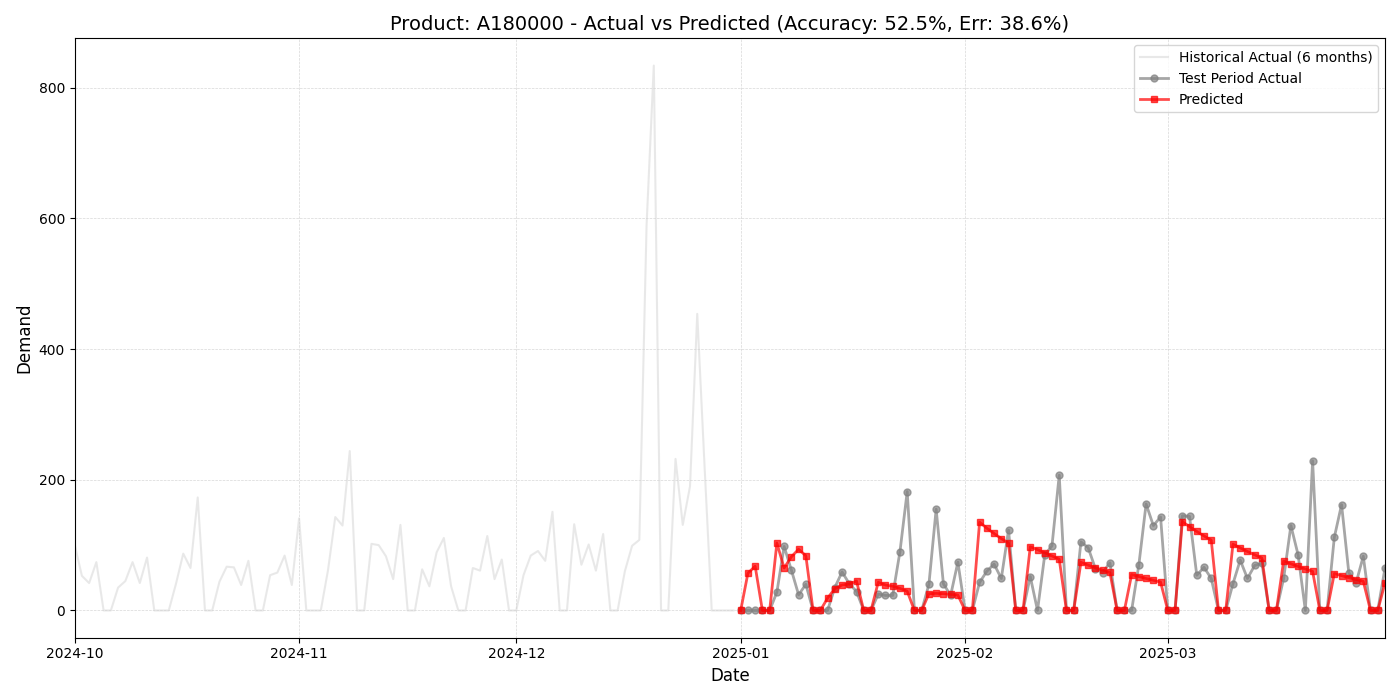 Product: A180000 - Actual vs Predicted (Accuracy: 52.5%, Err: 38.6%)
Historical Actual (6 months)
Test Period Actual
Predicted
Demand
800
600
400
200
0
2024-10
2024-11
2024-12
2025-01
2025-02
2025-03
Date